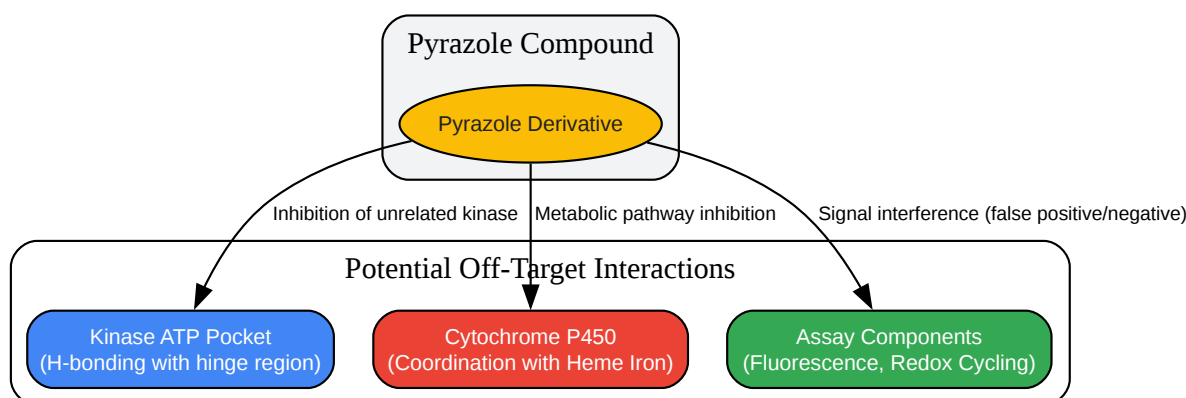 Pyrazole Compound
Pyrazole Derivative
Inhibition of unrelated kinase
Metabolic pathway inhibition
Signal interference (false positive/negative)
Potential Off-Target Interactions
Kinase ATP Pocket
(H-bonding with hinge region)
Cytochrome P450
(Coordination with Heme Iron)
Assay Components
(Fluorescence, Redox Cycling)